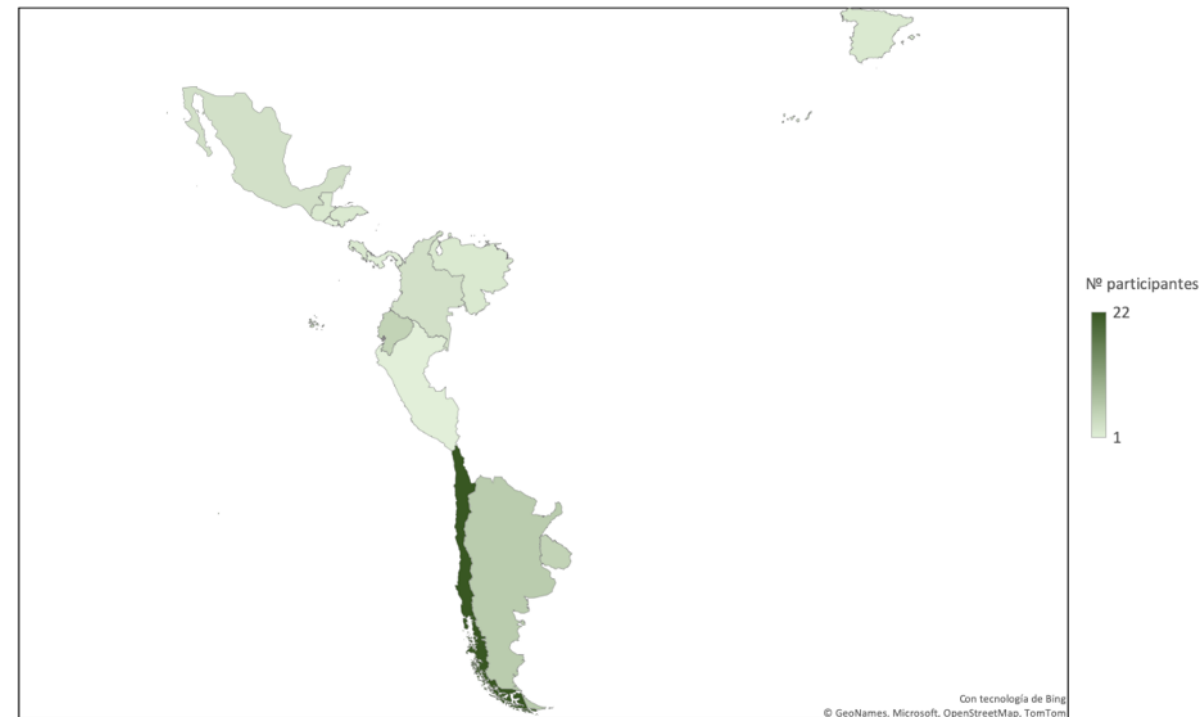 Nº participantes
22
1
Con tecnología de Bing
© GeoNames, Microsoft, OpenStreetMap, TomTom